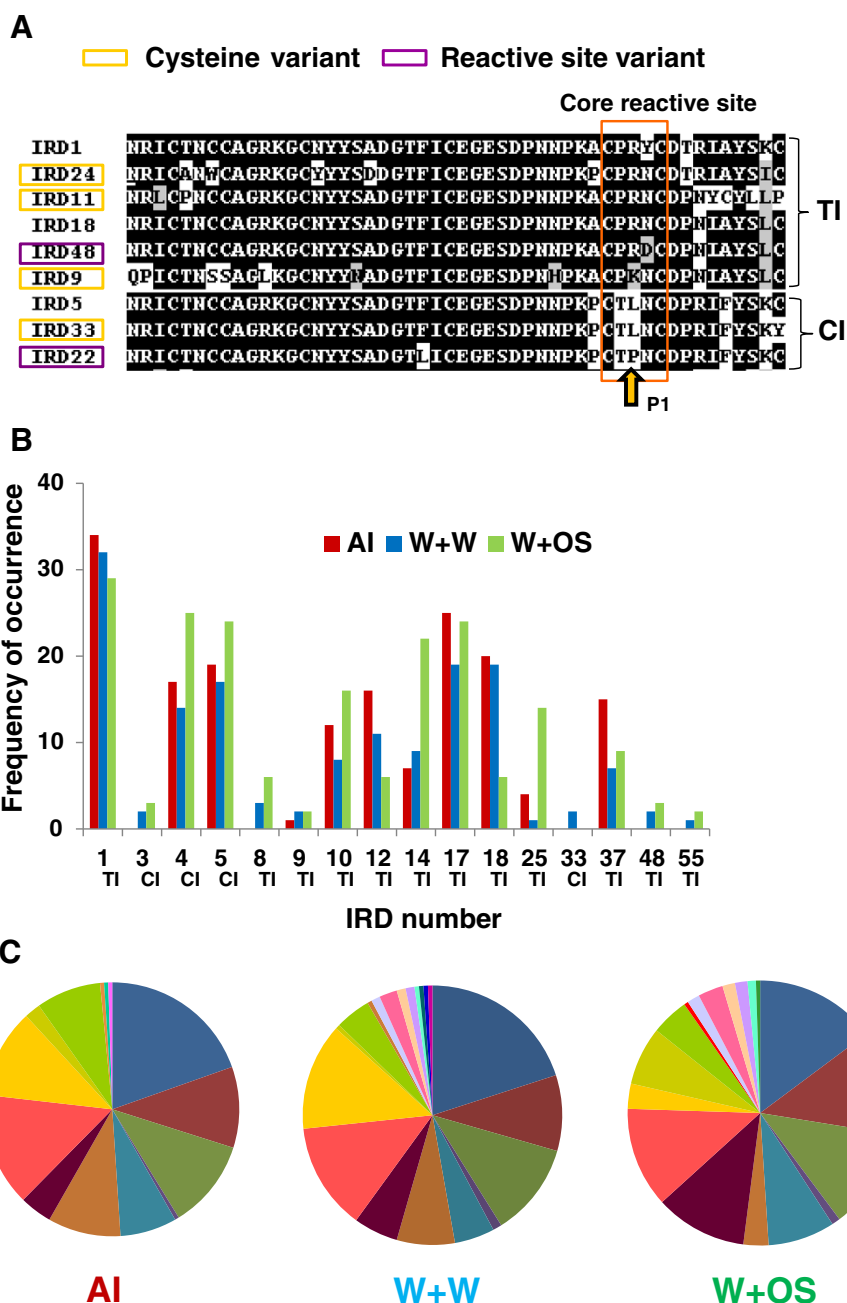 A
Cysteine variant Reactive site variant
Core reactive site
IRD1 NRICTNCCAGRKGCNYYSADGTFICEGESDPNNPKACPRYCDTRIAYSKC
IRD24 NRICANWCAGRKGCYYYSDDGTFICEGESDPNNPKPCPRNCDTRIAYSIC
IRD11 NRLCPNCCAGRKGCNYYSADGTFICEGESDPNNPKACPRNCDPNYCYLLP
TI
IRD18 NRICTNCCAGRKGCNYYSADGTFICEGESDPNNPKACPRNCDPNIAYSLC
IRD48 NRICTNCCAGRKGCNYYSADGTFICEGESDPNNPKACPRDCDPNIAYSLC
IRD9 QPICTNSSAGLKGCNYYNADGTFICEGESDPNHPKACPKNCDPNIAYSLC
IRD5 NRICTNCCAGRKGCNYYSADGTFICEGESDPNNPKPCTLNCDPRIFYSKC
IRD33 NRICTNCCAGRKGCNYYSADGTFICEGESDPNNPKPCTLNCDPRIFYSKY
CI
IRD22 NRICTNCCAGRKGCNYYSADGTLICEGESDPNNPKPCTPNCDPRIFYSKC
P1
B
Frequency of occurrence
40
30
20
10
0
AI W+W W+OS
1 3 4 5 8 9 10 12 14 17 18 25 33 37 48 55
TI CI CI CI TI TI TI TI TI TI TI TI CI TI TI TI
IRD number
C
AI W+W W+OS